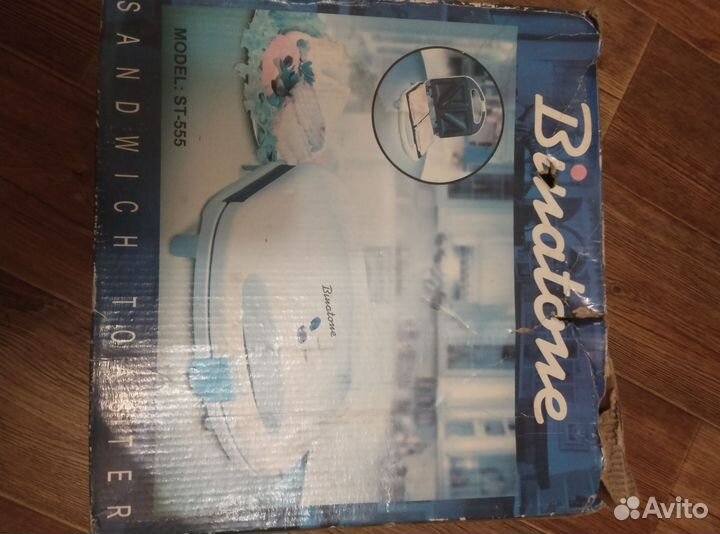 Binatone
MODEL: ST-555
Binatone
SANDWICH TOASTER
Avito